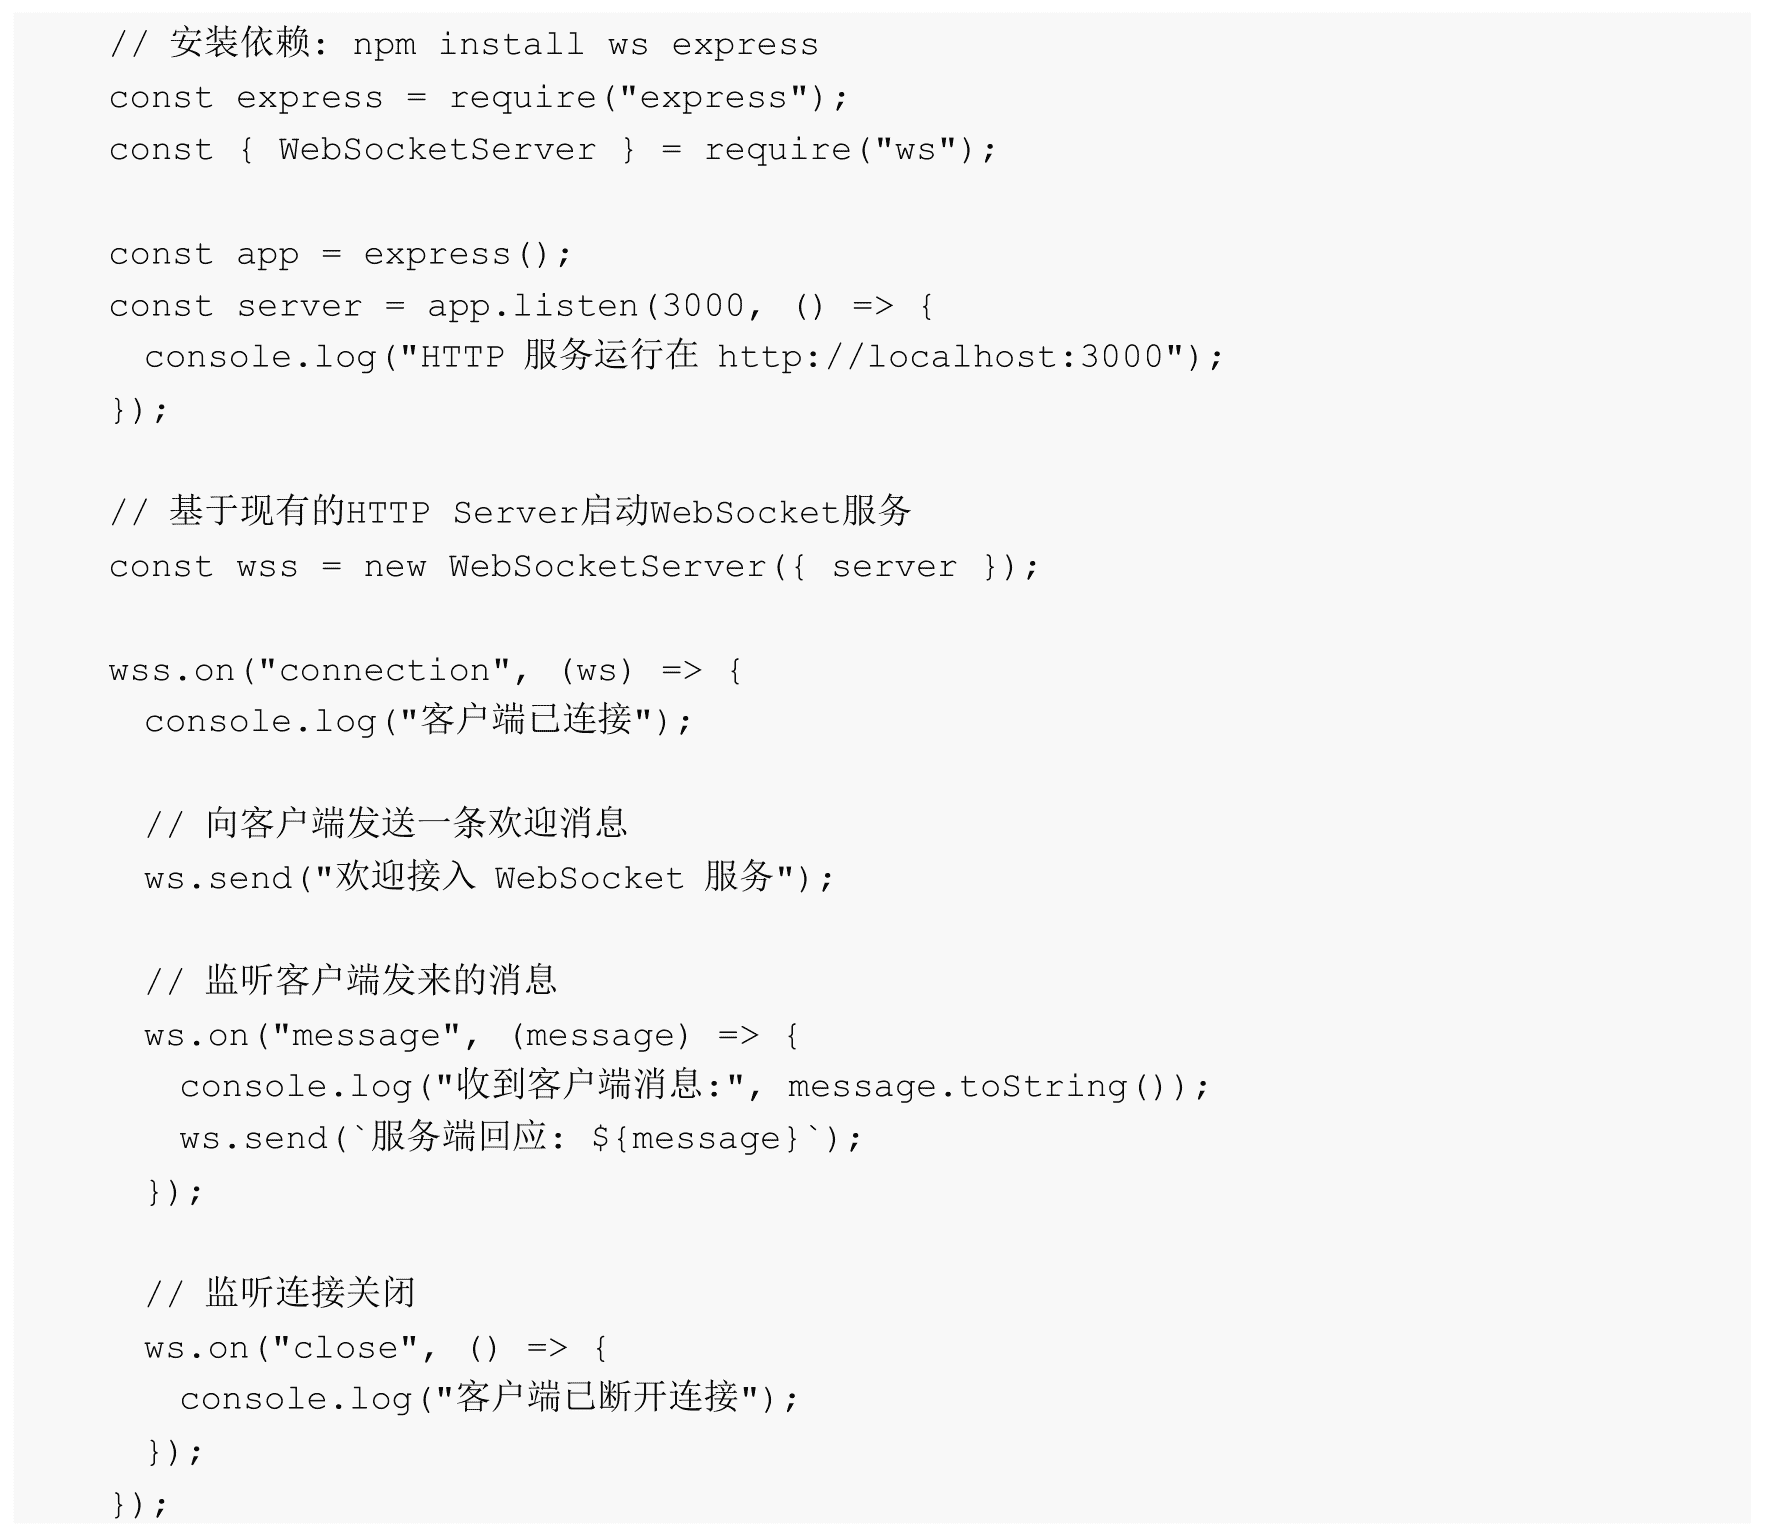 // 安装依赖: npm install ws express
const express = require("express");
const { WebSocketServer } = require("ws");

const app = express();
const server = app.listen(3000, () => {
  console.log("HTTP 服务运行在 http://localhost:3000");
});

// 基于现有的HTTP Server启动WebSocket服务
const wss = new WebSocketServer({ server });

wss.on("connection", (ws) => {
  console.log("客户端已连接");

  // 向客户端发送一条欢迎消息
  ws.send("欢迎接入 WebSocket 服务");

  // 监听客户端发来的消息
  ws.on("message", (message) => {
    console.log("收到客户端消息:", message.toString());
    ws.send(`服务端回应: ${message}`);
  });

  // 监听连接关闭
  ws.on("close", () => {
    console.log("客户端已断开连接");
  });
});